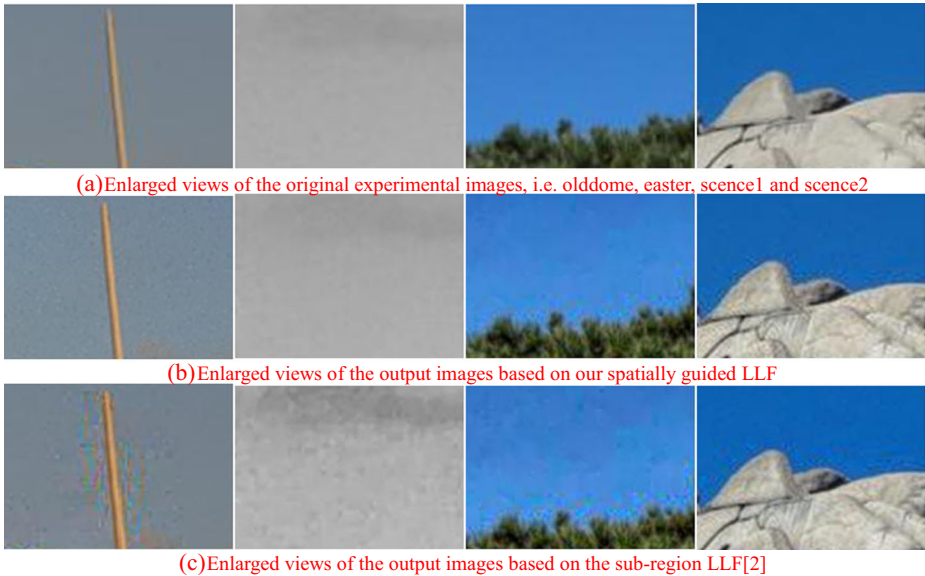 (a)Enlarged views of the original experimental images, i.e. olddome, easter, scence1 and scence2
(b)Enlarged views of the output images based on our spatially guided LLF
(c)Enlarged views of the output images based on the sub-region LLF[2]